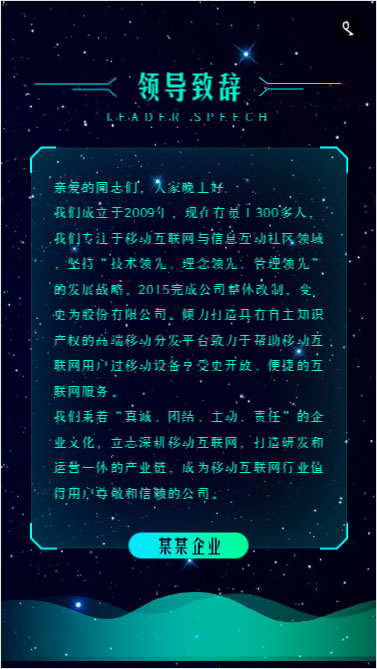 领导致辞
LEADER SPEECH
亲爱的同志们，大家晚上好
我们成立于2009年，现在有员工300多人，
我们专注于移动互联网与信息互动社区领域
，坚持“技术领先、理念领先、管理领先”
的发展战略，2015完成公司整体改制，变
更为股份有限公司。倾力打造具有自主知识
产权的高端移动分发平台致力于帮助移动互
联网用户过移动设备享受更开放、便捷的互
联网服务。
我们秉着“真诚、团结、主动、责任”的企
业文化，立志深耕移动互联网，打造研发和
运营一体的产业链，成为移动互联网行业值
得用户尊敬和信赖的公司。
某某企业